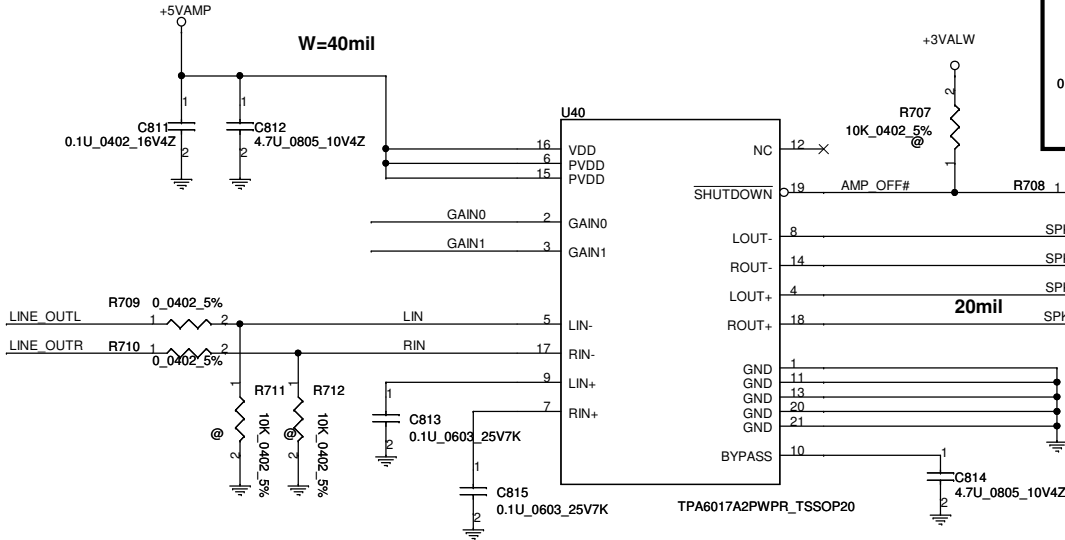 +5VAMP
W=40mil
+3VALW
0
1
C811
0.1U_0402_16V4Z
2
1
C812
4.7U_0805_10V4Z
2
U40
2
R707
10K_0402_5%
@
1
16 VDD
6 PVDD
15 PVDD
NC 12
SHUTDOWN 19 AMP_OFF# R708 1
GAIN0 2 GAIN0
GAIN1 3 GAIN1
LOUT- 8 SP
ROUT- 14 SP
LOUT+ 4 SP
20mil
ROUT+ 18 SP
R709 0_0402_5%
LINE_OUTL 1 2 LIN 5 LIN-
LINE_OUTR R710 1 2 RIN 17 RIN-
0_0402_5%
9 LIN+
7 RIN+
1
R711
10K_0402_5%
@
2
1
R712
10K_0402_5%
@
2
1
C813
0.1U_0603_25V7K
2
1
C815
0.1U_0603_25V7K
2
GND 1
GND 11
GND 13
GND 20
GND 21
BYPASS 10
1
C814
4.7U_0805_10V4Z
2
TPA6017A2PWPR_TSSOP20